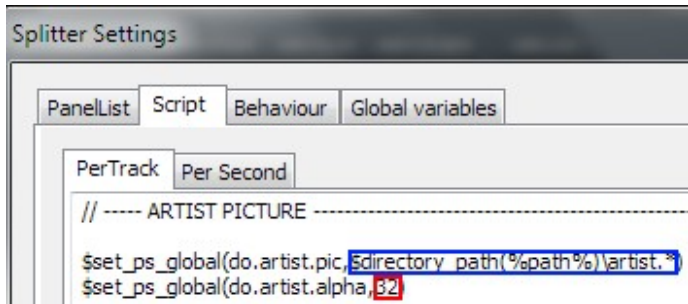 Splitter Settings
PanelList Script Behaviour Global variables
PerTrack Per Second
// ----- ARTIST PICTURE -------------------------------------------------
$set_ps_global(do.artist.pic,$directory_path(%path%)\artist.*)
$set_ps_global(do.artist.alpha,32)